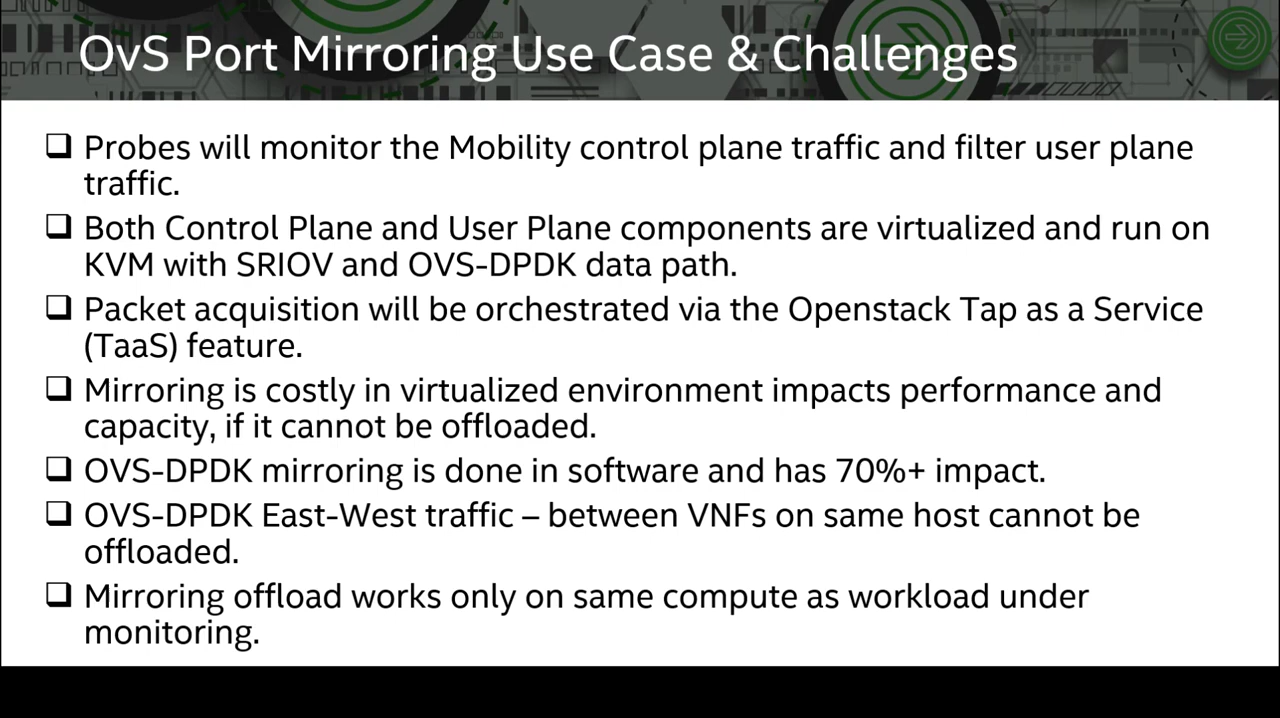 OvS Port Mirroring Use Case & Challenges
Probes will monitor the Mobility control plane traffic and filter user plane
traffic.
Both Control Plane and User Plane components are virtualized and run on
KVM with SRIOV and OVS-DPDK data path.
Packet acquisition will be orchestrated via the Openstack Tap as a Service
(TaaS) feature.
Mirroring is costly in virtualized environment impacts performance and
capacity, if it cannot be offloaded.
OVS-DPDK mirroring is done in software and has 70%+ impact.
OVS-DPDK East-West traffic – between VNFs on same host cannot be
offloaded.
Mirroring offload works only on same compute as workload under
monitoring.